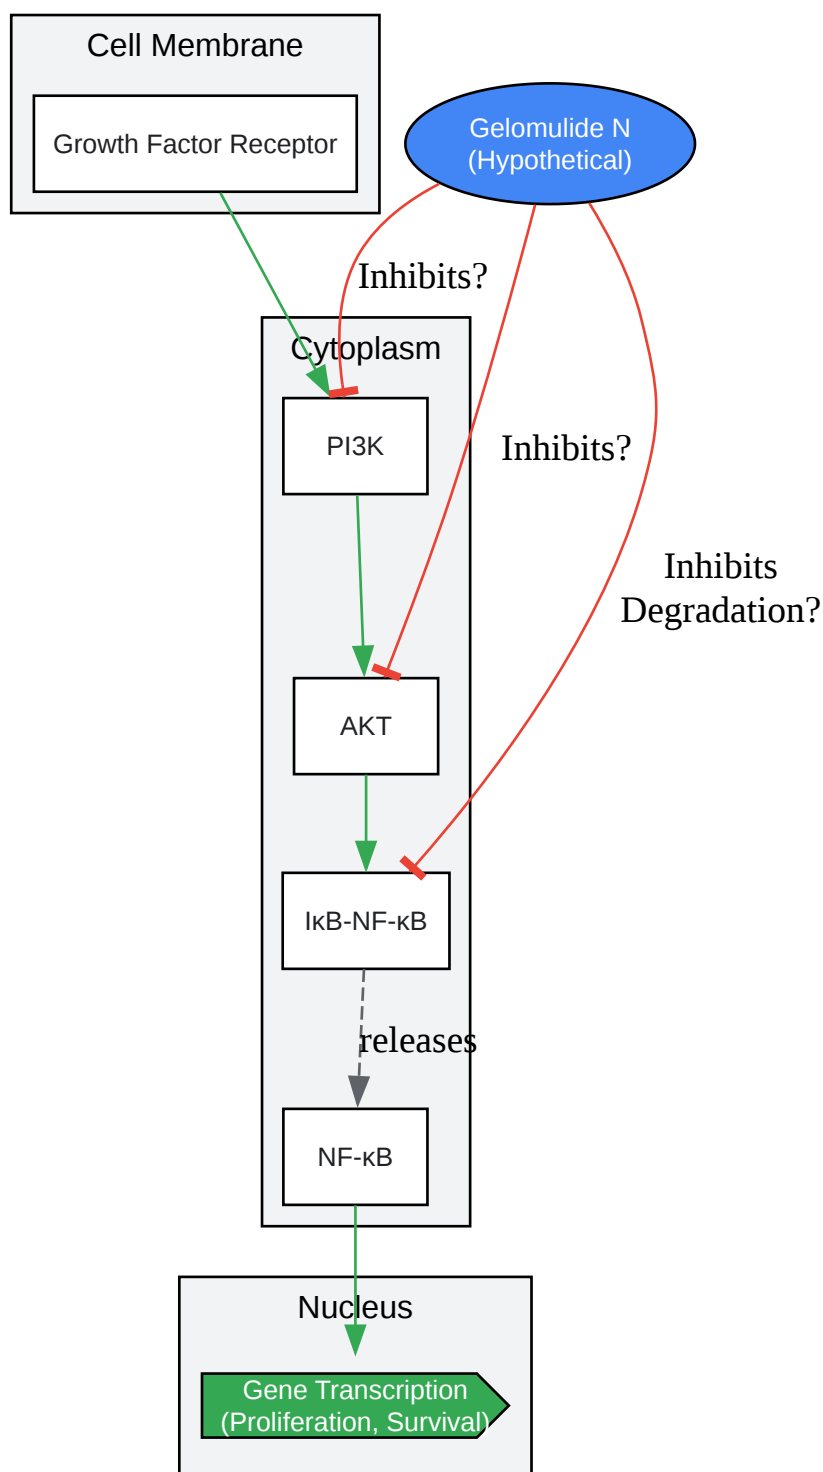 Cell Membrane
Growth Factor Receptor
Gelomulide N
(Hypothetical)
Inhibits?
Cytoplasm
PI3K
Inhibits?
Inhibits
Degradation?
AKT
IκB-NF-κB
releases
NF-κB
Nucleus
Gene Transcription
(Proliferation, Survival)